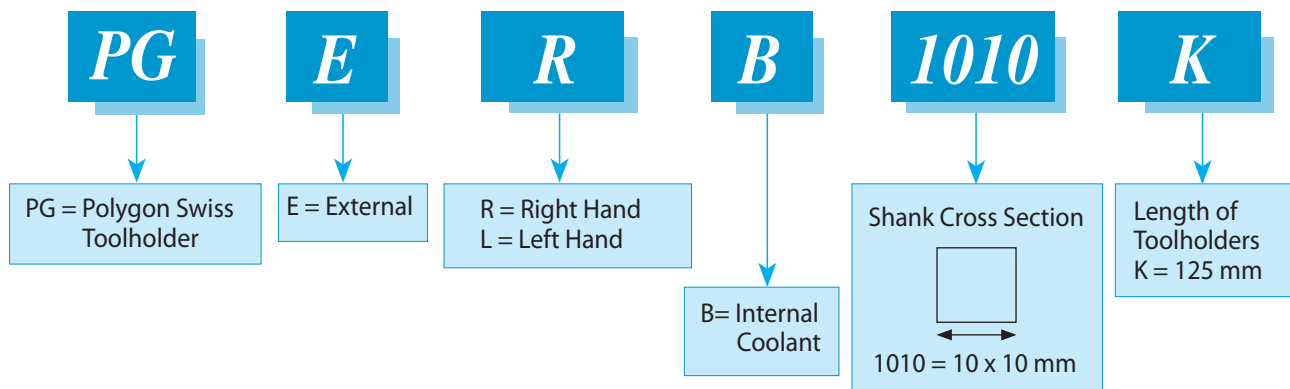 PG E R B 1010 K
PG = Polygon Swiss
Toolholder
E = External
R = Right Hand
L = Left Hand
B= Internal
Coolant
Shank Cross Section
1010 = 10 x 10 mm
Length of
Toolholders
K = 125 mm